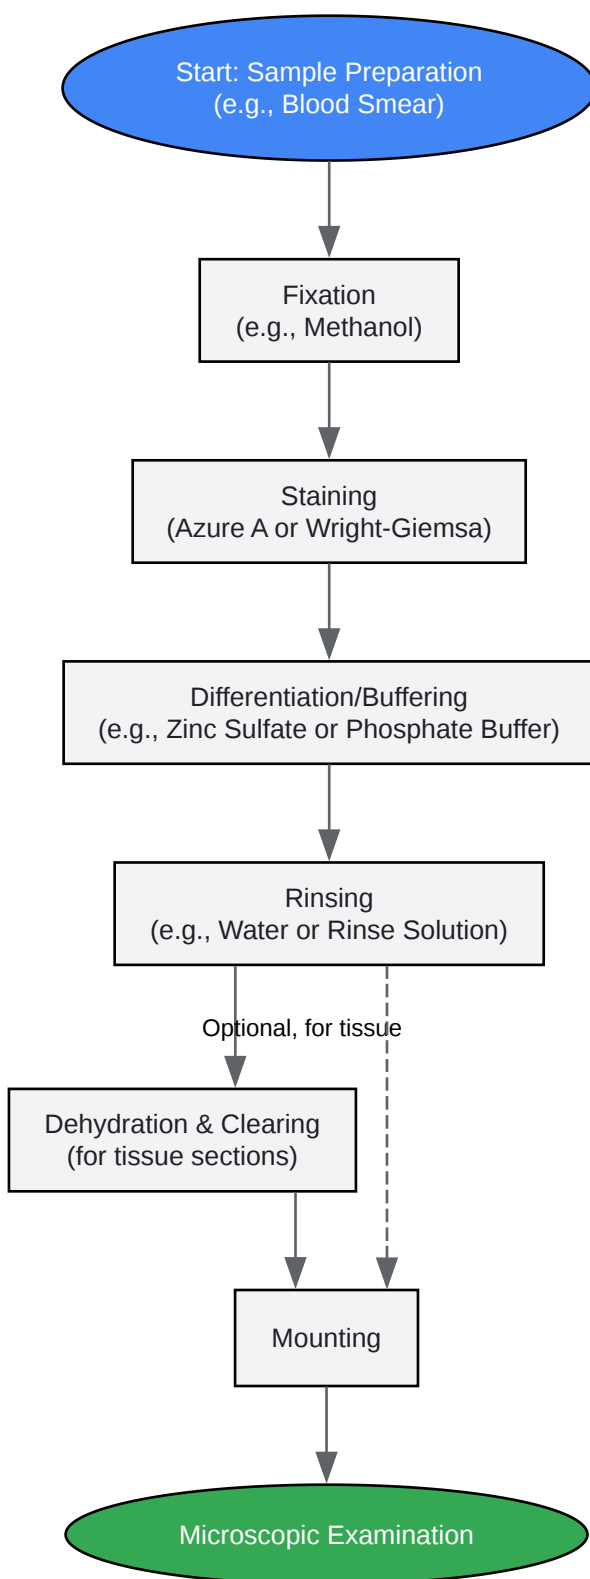 Start: Sample Preparation
(e.g., Blood Smear)
Fixation
(e.g., Methanol)
Staining
(Azure A or Wright-Giemsa)
Differentiation/Buffering
(e.g., Zinc Sulfate or Phosphate Buffer)
Rinsing
(e.g., Water or Rinse Solution)
Optional, for tissue
Dehydration & Clearing
(for tissue sections)
Mounting
Microscopic Examination